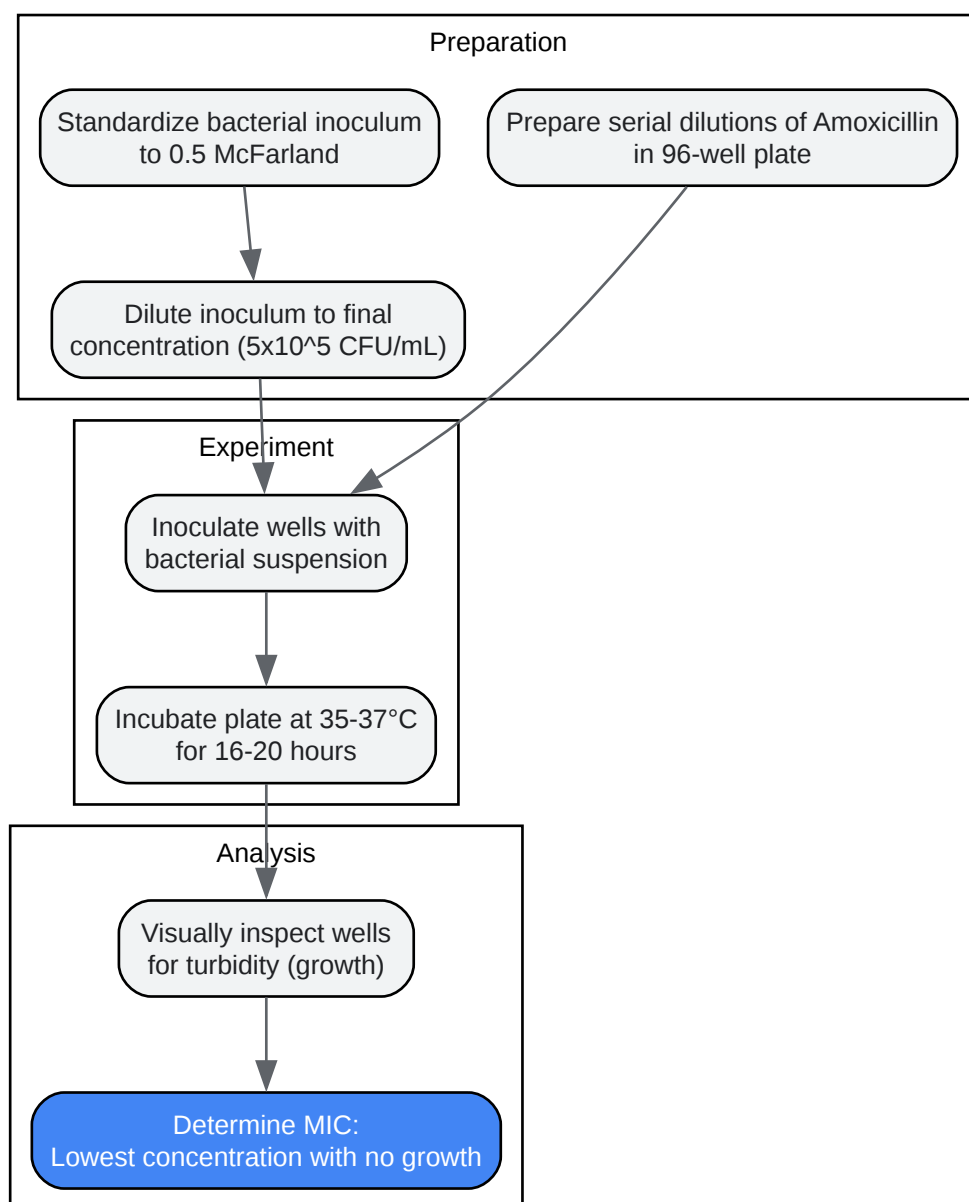 Preparation
Standardize bacterial inoculum
to 0.5 McFarland
Prepare serial dilutions of Amoxicillin
in 96-well plate
Dilute inoculum to final
concentration (5x10^5 CFU/mL)
Experiment
Inoculate wells with
bacterial suspension
Incubate plate at 35-37°C
for 16-20 hours
Analysis
Visually inspect wells
for turbidity (growth)
Determine MIC:
Lowest concentration with no growth